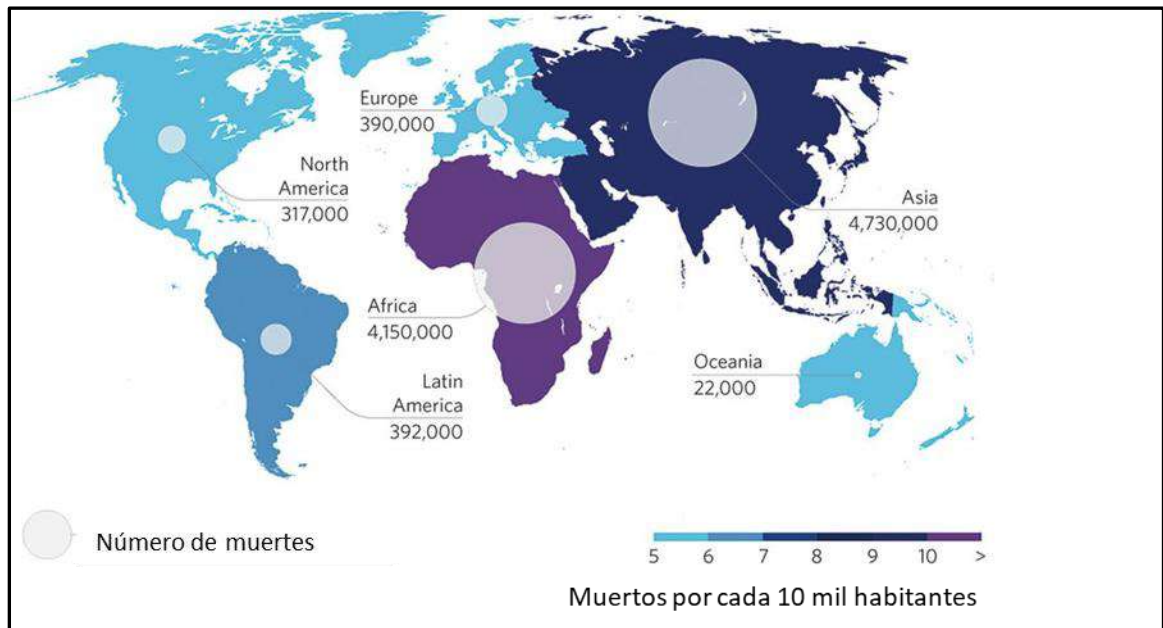 Europe
390,000
North
America
317,000
Asia
4,730,000
Africa
4,150,000
Oceania
22,000
Latin
America
392,000
Número de muertes
5 6 7 8 9 10 >
Muertos por cada 10 mil habitantes